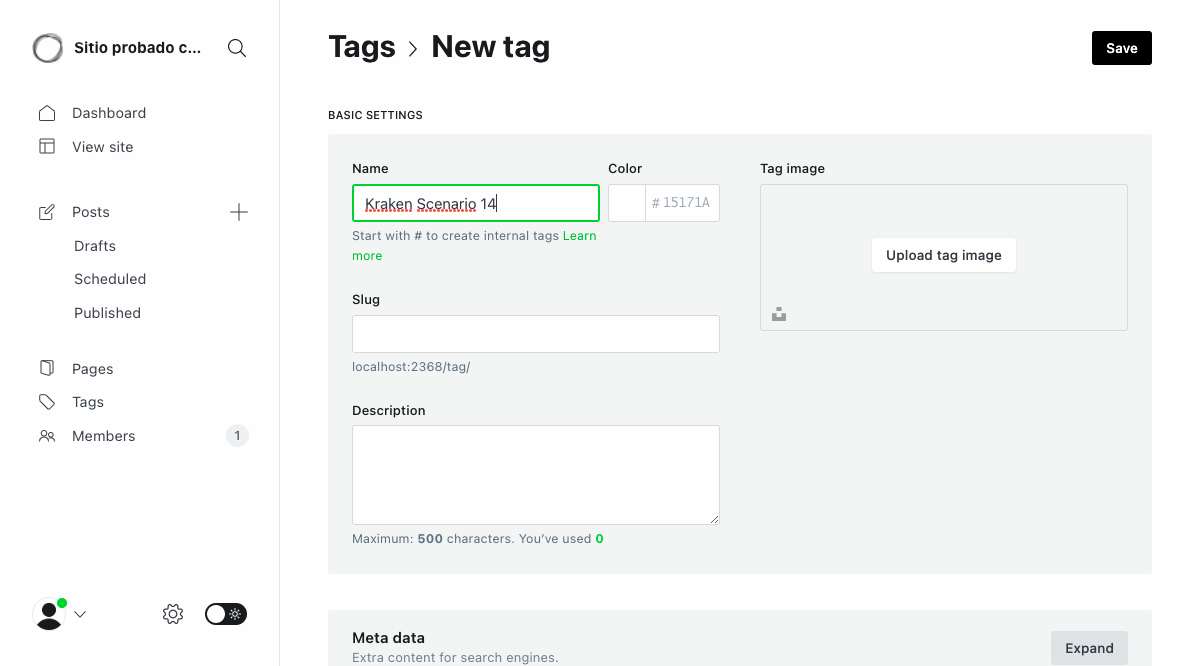 Sitio probado c...
Dashboard
View site
Posts
Drafts
Scheduled
Published
Pages
Tags
Members
1
Tags > New tag
Save
BASIC SETTINGS
Name
Kraken Scenario 14
Start with # to create internal tags Learn
more
Color
# 15171A
Tag image
Upload tag image
Slug
localhost:2368/tag/
Description
Maximum: 500 characters. You've used 0
Meta data
Extra content for search engines.
Expand